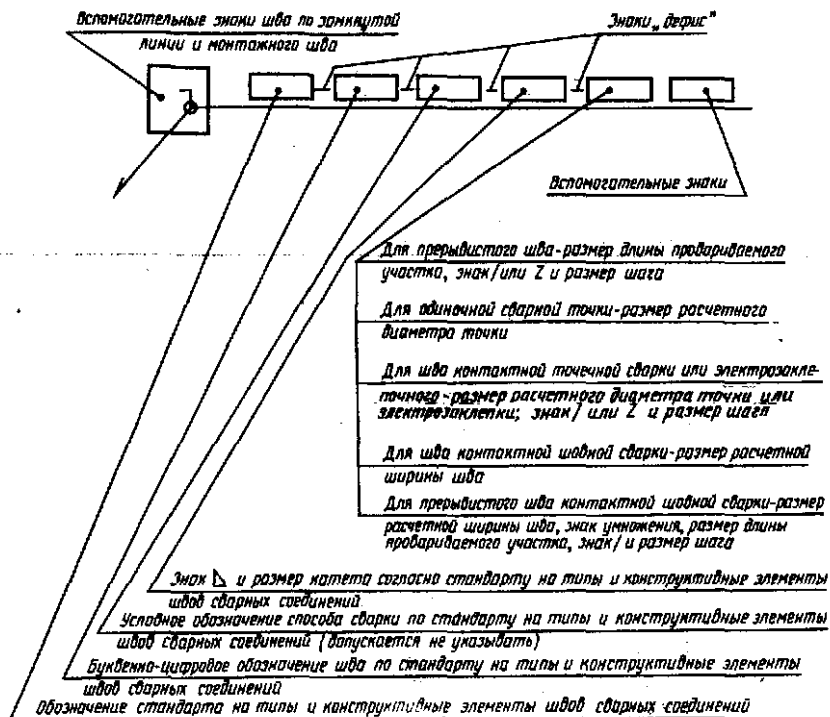 Вспомогательные знаки шва по замкнутой
линии и монтажного шва
Знаки „дефис"
Вспомогательные знаки
Для прерывистого шва-размер длины провариваемого
участка, знак / или Z и размер шага
Для одиночной сварной точки-размер расчетного
диаметра точки
Для шва контактной точечной сварки или электрозакле-
почного-размер расчетного диаметра точки или
электрозаклепки; знак / или Z и размер шага
Для шва контактной шовной сварки-размер расчетной
ширины шва
Для прерывистого шва контактной шовной сварки-размер
расчетной ширины шва, знак умножения, размер длины
провариваемого участка, знак / и размер шага
Знак ◺ и размер катета согласно стандарту на типы и конструктивные элементы
швов сварных соединений
Условное обозначение способа сварки по стандарту на типы и конструктивные элементы
швов сварных соединений (допускается не указывать)
Буквенно-цифровое обозначение шва по стандарту на типы и конструктивные элементы
швов сварных соединений
Обозначение стандарта на типы и конструктивные элементы швов сварных соединений